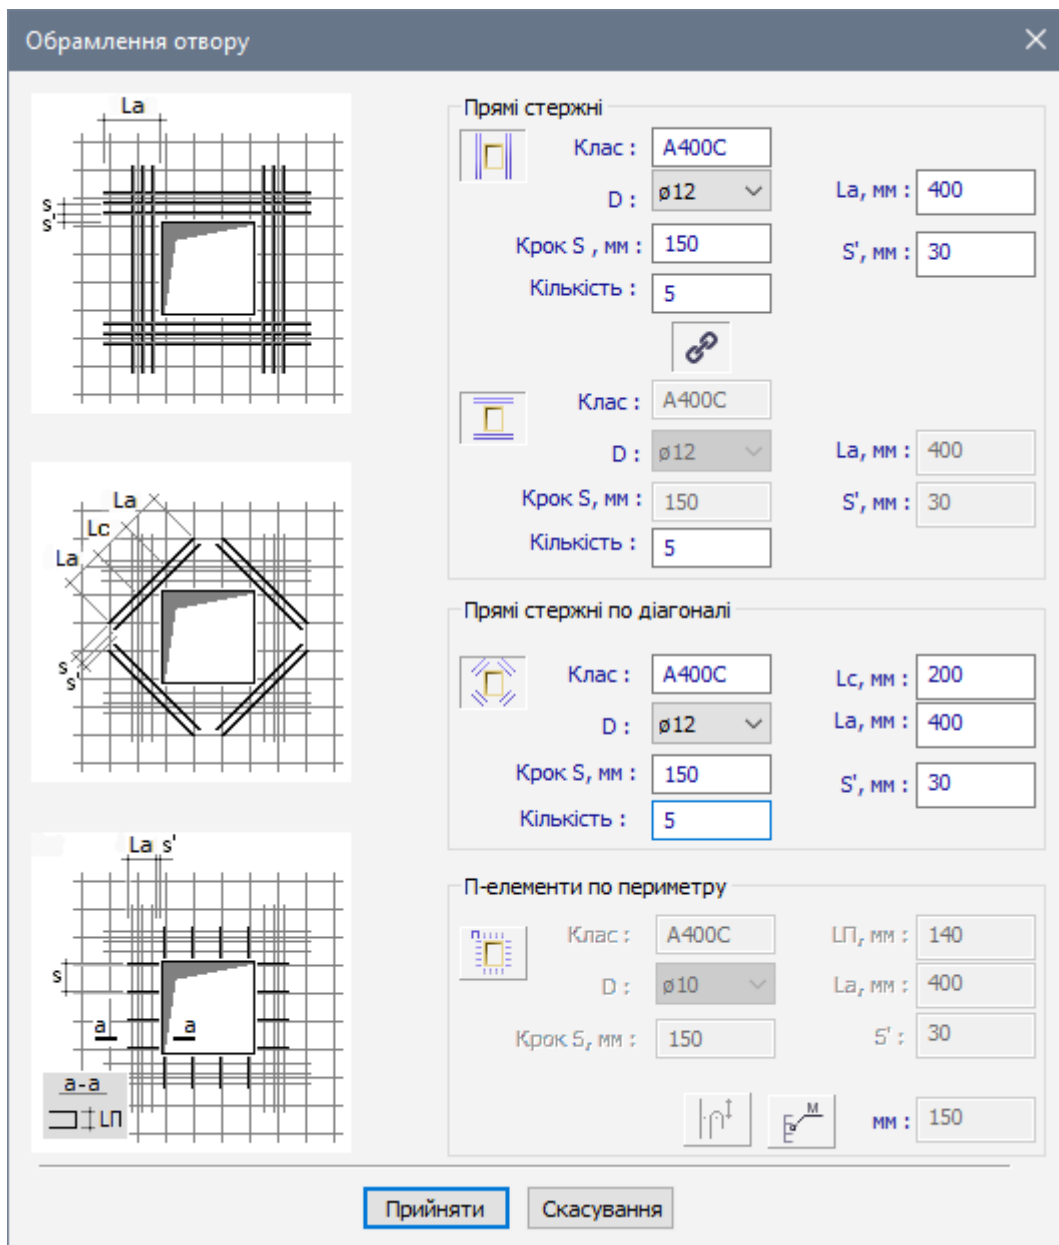 Обрамлення отвору
La
s
s'
La
Lc
La
s
s'
La s'
s
a a
a-a
LП
Прямі стержні
Клас : A400C
D : ø12 La, мм : 400
Крок S , мм : 150 S', мм : 30
Кількість : 5
Клас : A400C
D : ø12 La, мм : 400
Крок S, мм : 150 S', мм : 30
Кількість : 5
Прямі стержні по діагоналі
Клас : A400C Lc, мм : 200
D : ø12 La, мм : 400
Крок S, мм : 150 S', мм : 30
Кількість : 5
П-елементи по периметру
П
Клас : A400C LП, мм : 140
D : ø10 La, мм : 400
Крок S, мм : 150 S' : 30
M
мм : 150
Прийняти Скасування